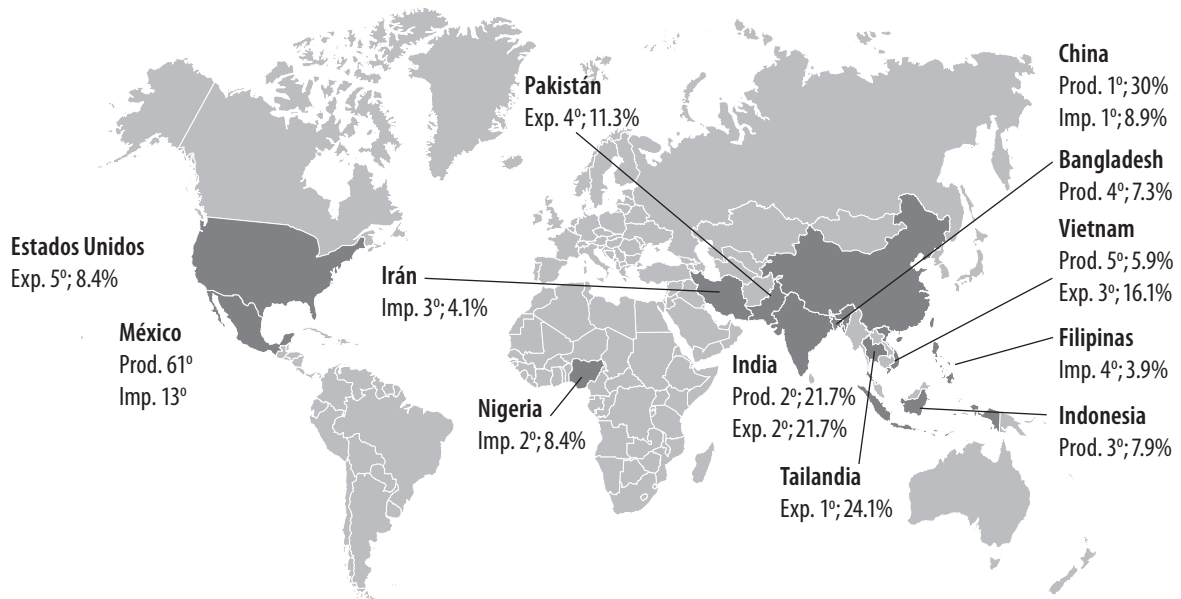 Pakistán
Exp. 4º; 11.3%
China
Prod. 1º; 30%
Imp. 1º; 8.9%
Bangladesh
Prod. 4º; 7.3%
Vietnam
Prod. 5º; 5.9%
Exp. 3º; 16.1%
Estados Unidos
Exp. 5º; 8.4%
Irán
Imp. 3º; 4.1%
México
Prod. 61º
Imp. 13º
Filipinas
Imp. 4º; 3.9%
India
Prod. 2º; 21.7%
Exp. 2º; 21.7%
Nigeria
Imp. 2º; 8.4%
Indonesia
Prod. 3º; 7.9%
Tailandia
Exp. 1º; 24.1%